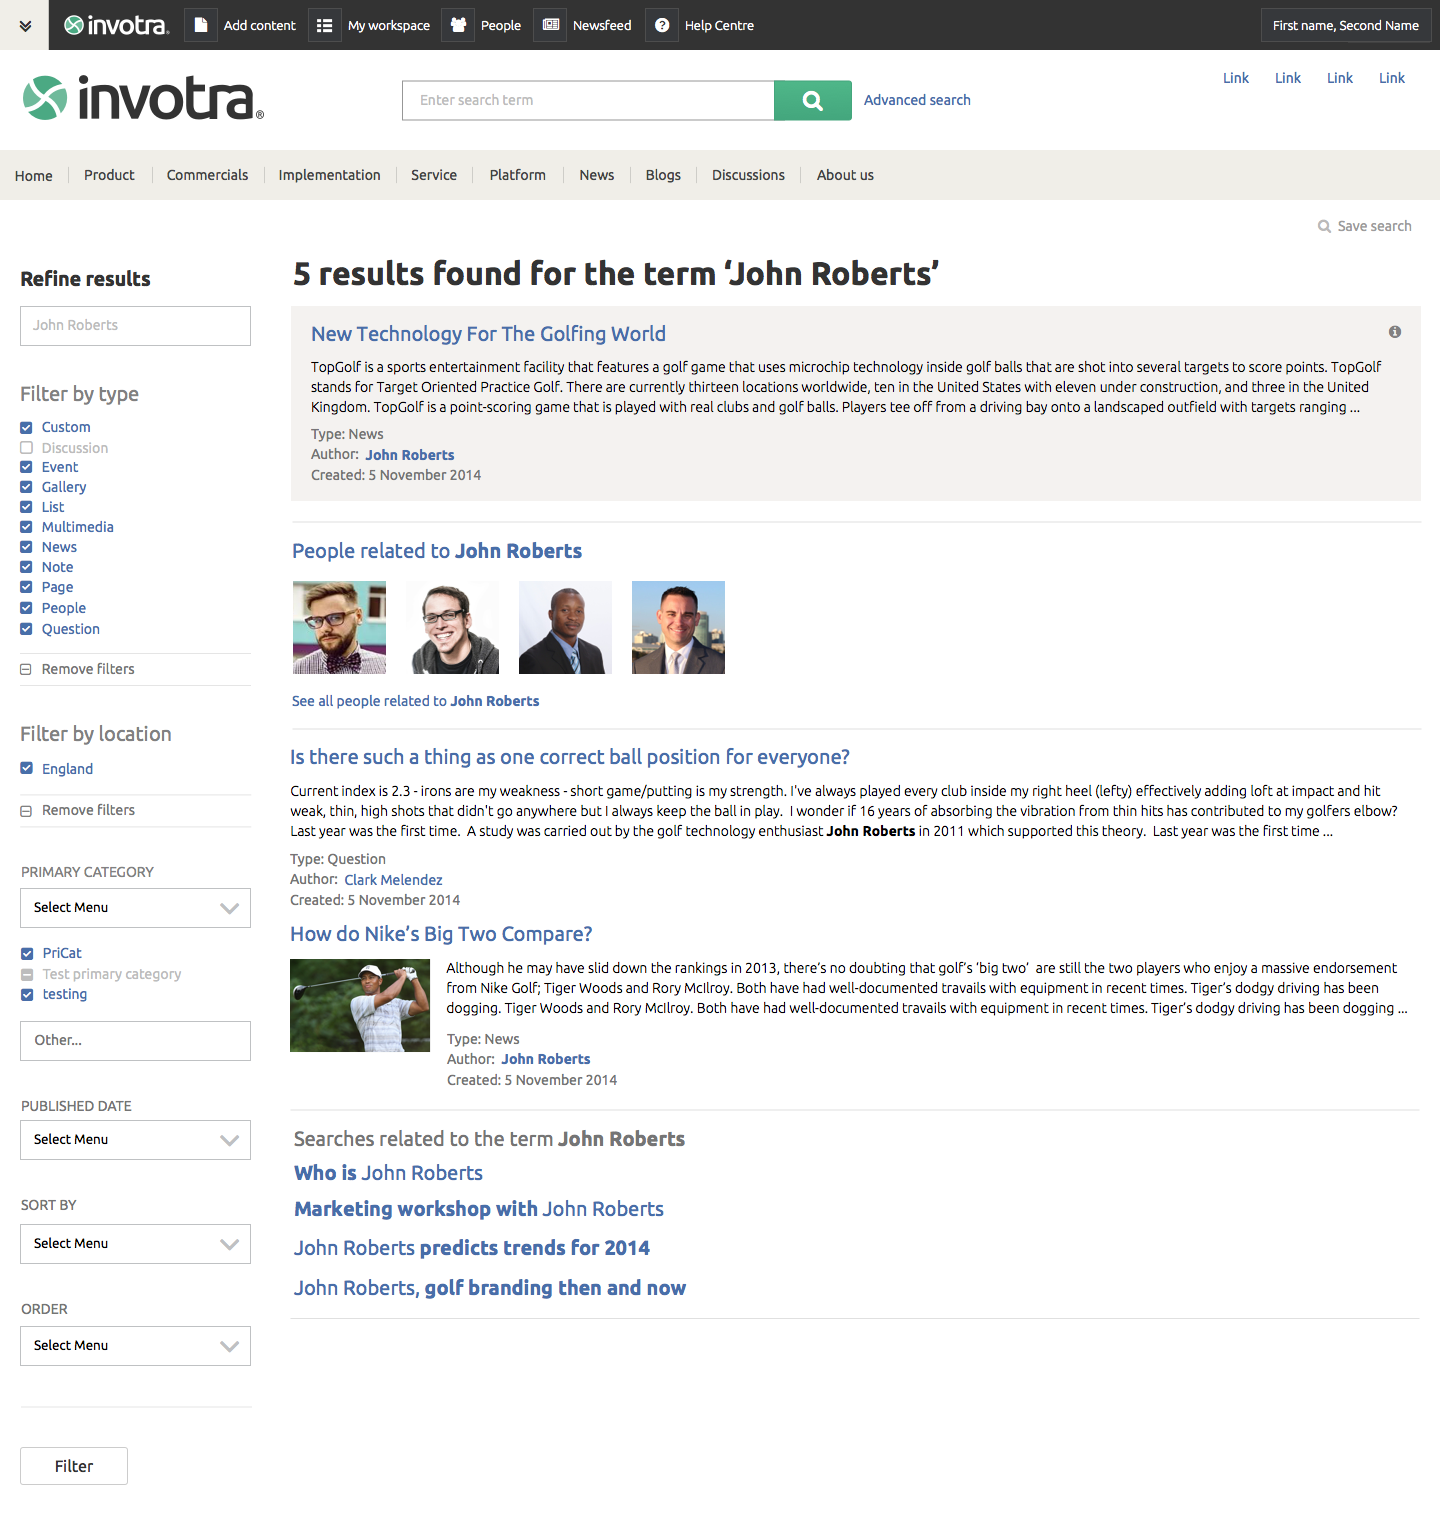 invotra®
Add content
My workspace
People
Newsfeed
Help Centre
First name, Second Name
invotra®
Enter search term
Advanced search
Link
Link
Link
Link
Home
Product
Commercials
Implementation
Service
Platform
News
Blogs
Discussions
About us
Save search
Refine results
John Roberts
Filter by type
Custom
Discussion
Event
Gallery
List
Multimedia
News
Note
Page
People
Question
Remove filters
Filter by location
England
Remove filters
PRIMARY CATEGORY
Select Menu
PriCat
Test primary category
testing
Other...
PUBLISHED DATE
Select Menu
SORT BY
Select Menu
ORDER
Select Menu
Filter
5 results found for the term ‘John Roberts’
New Technology For The Golfing World
TopGolf is a sports entertainment facility that features a golf game that uses microchip technology inside golf balls that are shot into several targets to score points. TopGolf
stands for Target Oriented Practice Golf. There are currently thirteen locations worldwide, ten in the United States with eleven under construction, and three in the United
Kingdom. TopGolf is a point-scoring game that is played with real clubs and golf balls. Players tee off from a driving bay onto a landscaped outfield with targets ranging ...
Type: News
Author: John Roberts
Created: 5 November 2014
People related to John Roberts
See all people related to John Roberts
Is there such a thing as one correct ball position for everyone?
Current index is 2.3 - irons are my weakness - short game/putting is my strength. I've always played every club inside my right heel (lefty) effectively adding loft at impact and hit
weak, thin, high shots that didn't go anywhere but I always keep the ball in play. I wonder if 16 years of absorbing the vibration from thin hits has contributed to my golfers elbow?
Last year was the first time. A study was carried out by the golf technology enthusiast John Roberts in 2011 which supported this theory. Last year was the first time ...
Type: Question
Author: Clark Melendez
Created: 5 November 2014
How do Nike’s Big Two Compare?
Although he may have slid down the rankings in 2013, there’s no doubting that golf’s ‘big two’ are still the two players who enjoy a massive endorsement
from Nike Golf; Tiger Woods and Rory McIlroy. Both have had well-documented travails with equipment in recent times. Tiger’s dodgy driving has been
dogging. Tiger Woods and Rory McIlroy. Both have had well-documented travails with equipment in recent times. Tiger’s dodgy driving has been dogging ...
Type: News
Author: John Roberts
Created: 5 November 2014
Searches related to the term John Roberts
Who is John Roberts
Marketing workshop with John Roberts
John Roberts predicts trends for 2014
John Roberts, golf branding then and now